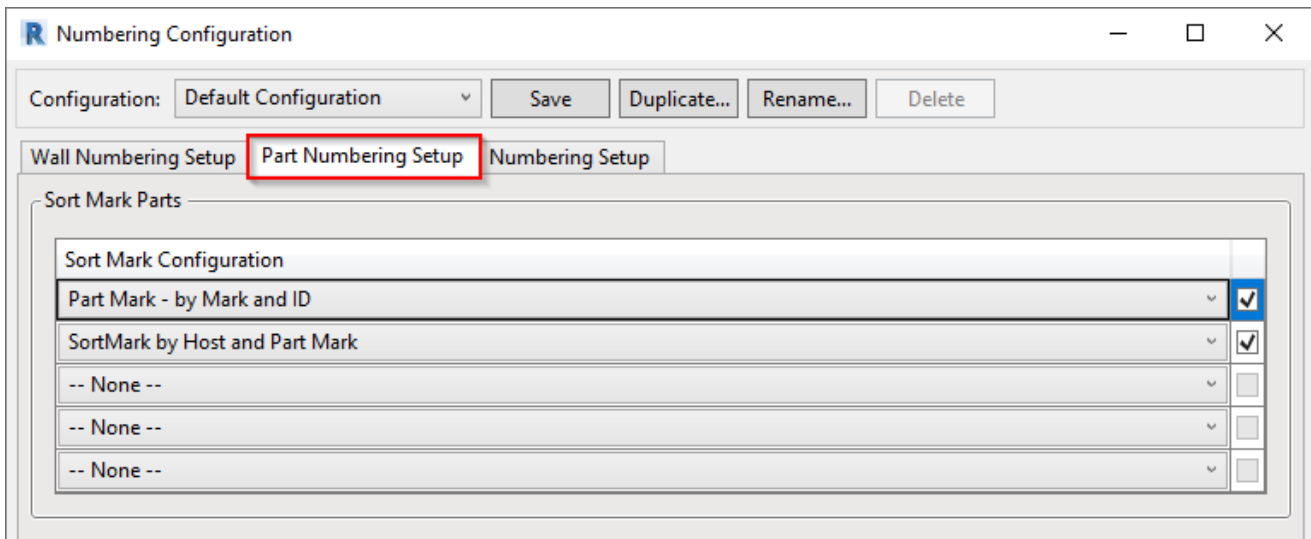 Numbering Configuration
Configuration: Default Configuration Save Duplicate... Rename... Delete
Wall Numbering Setup Part Numbering Setup Numbering Setup
Sort Mark Parts
Sort Mark Configuration
Part Mark - by Mark and ID
SortMark by Host and Part Mark
-- None --
-- None --
-- None --